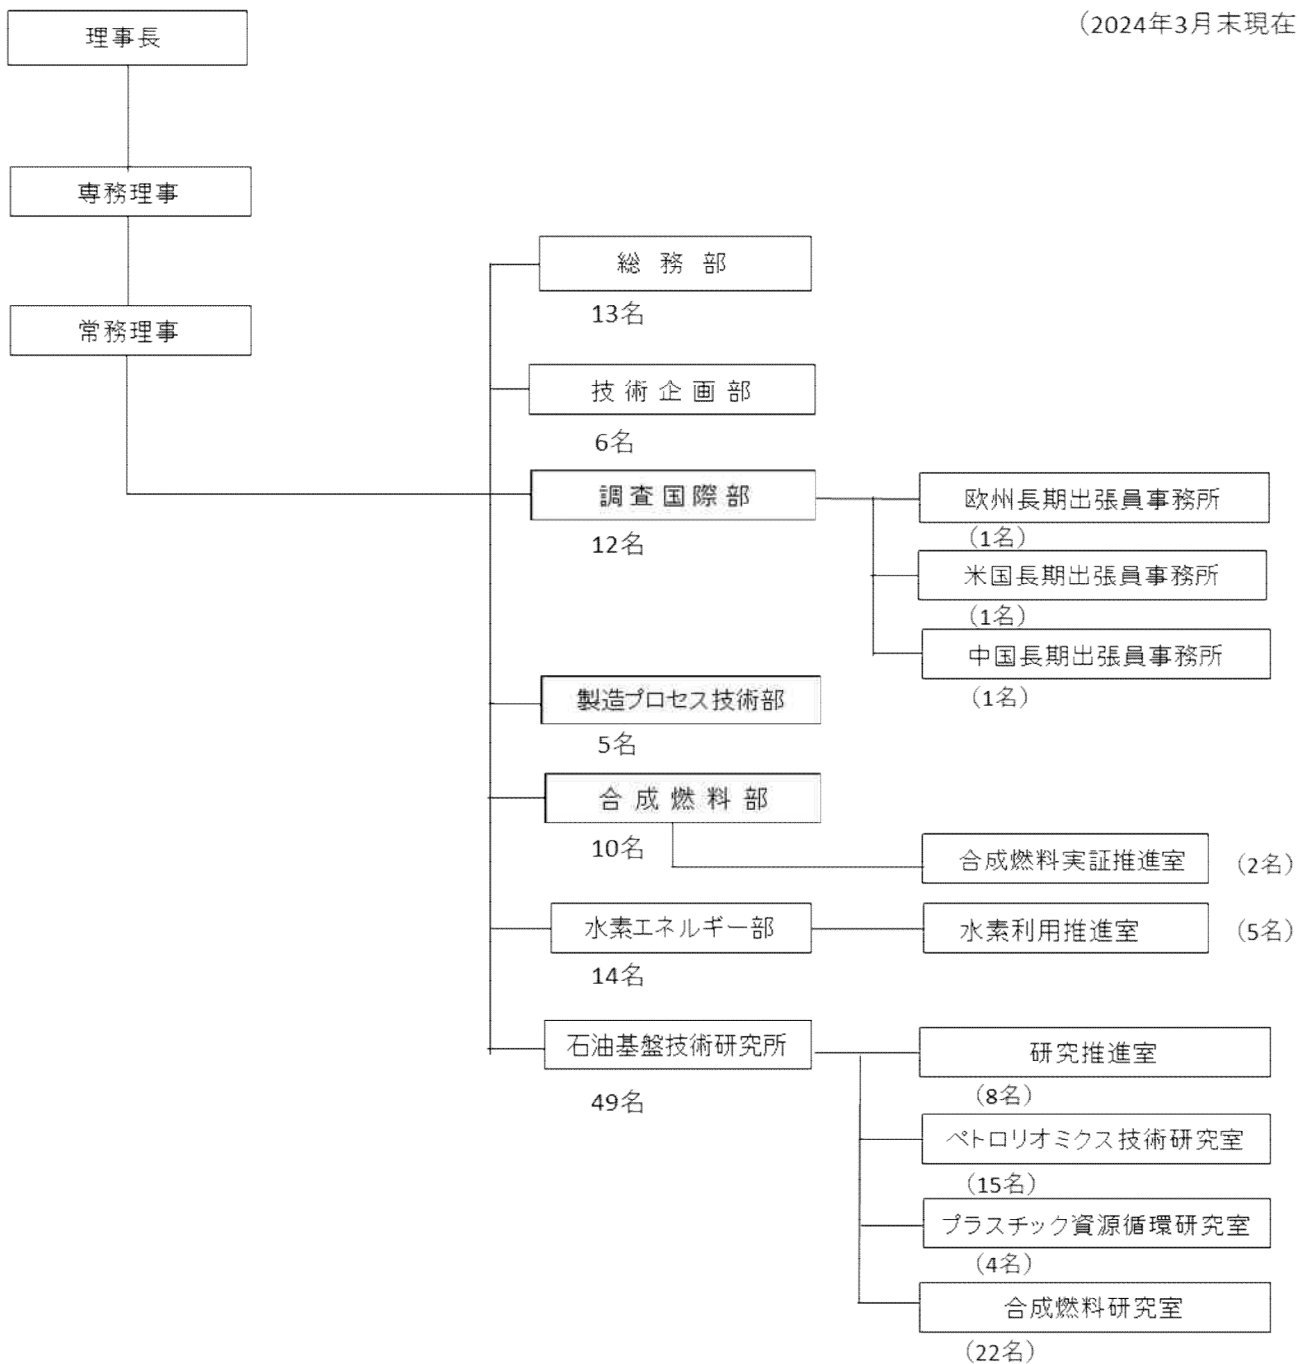 (2024年3月末現在
理事長
専務理事
常務理事
総務部
13名
技術企画部
6名
調査国際部
12名
欧州長期出張員事務所
(1名)
米国長期出張員事務所
(1名)
中国長期出張員事務所
(1名)
製造プロセス技術部
5名
合成燃料部
10名
合成燃料実証推進室 (2名)
水素エネルギー部
14名
水素利用推進室 (5名)
石油基盤技術研究所
49名
研究推進室
(8名)
ペトロリオミクス技術研究室
(15名)
プラスチック資源循環研究室
(4名)
合成燃料研究室
(22名)